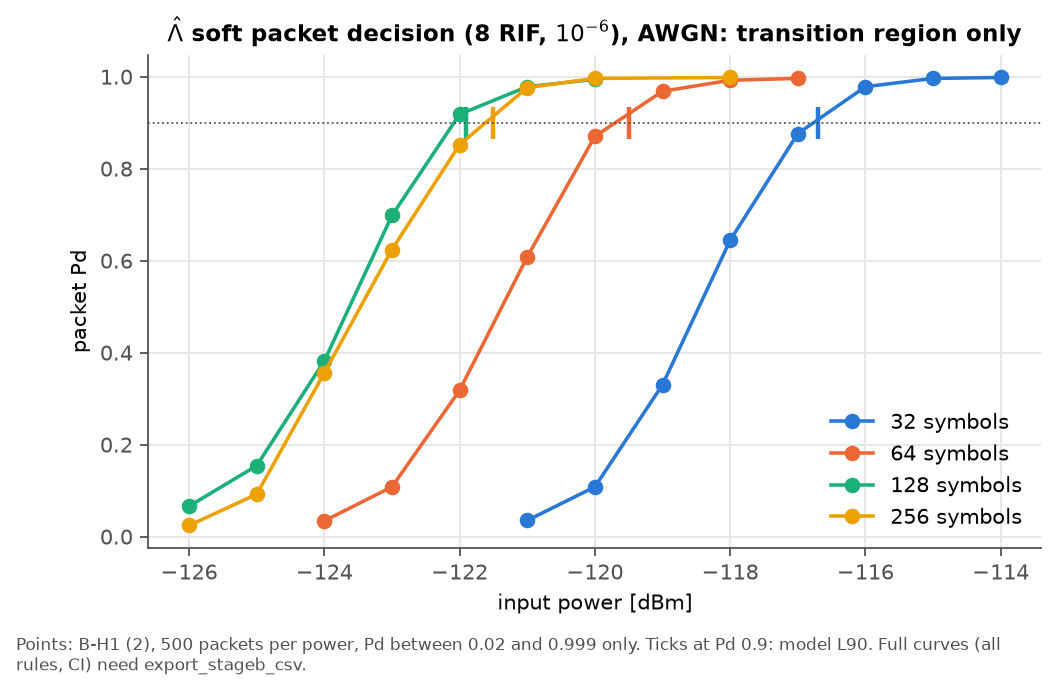 Λ̂ soft packet decision (8 RIF, 10⁻⁶), AWGN: transition region only
1.0
0.8
0.6
0.4
0.2
0.0
packet Pd
32 symbols
64 symbols
128 symbols
256 symbols
−126
−124
−122
−120
−118
−116
−114
input power [dBm]
Points: B-H1 (2), 500 packets per power, Pd between 0.02 and 0.999 only. Ticks at Pd 0.9: model L90. Full curves (all
rules, CI) need export_stageb_csv.